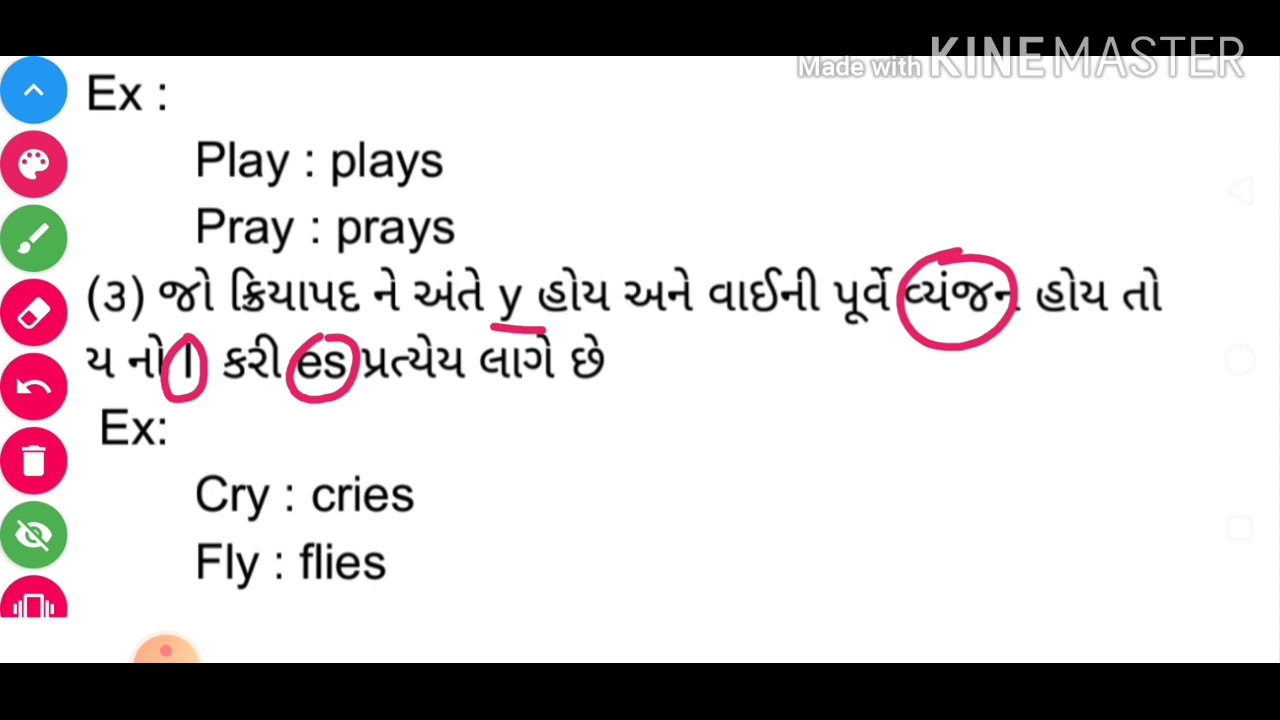 Made with KINEMASTER
Ex :
Play : plays
Pray : prays
(૩) જો ક્રિયાપદ ને અંતે y હોય અને વાઈની પૂર્વે વ્યંજન હોય તો
ય નો I કરી es પ્રત્યેય લાગે છે
Ex:
Cry : cries
Fly : flies